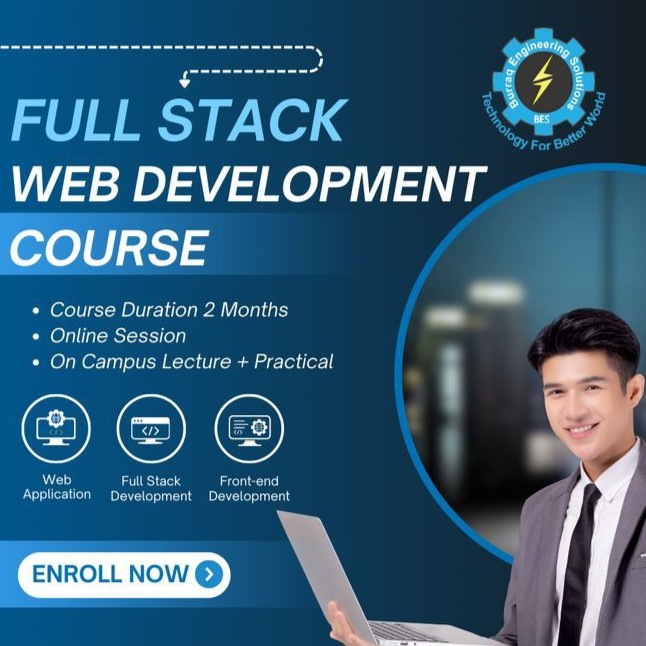 Burraq Engineering Solutions
BES
Technology For Better World
FULL STACK
WEB DEVELOPMENT
COURSE
• Course Duration 2 Months
• Online Session
• On Campus Lecture + Practical
Web
Application
Full Stack
Development
Front-end
Development
ENROLL NOW